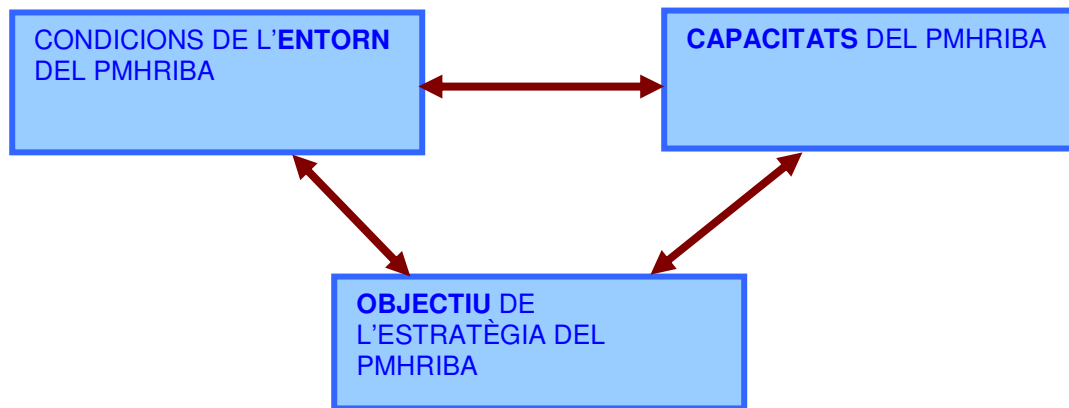 CONDICIONS DE L'ENTORN
DEL PMHRIBA
CAPACITATS DEL PMHRIBA
OBJECTIU DE
L'ESTRATÈGIA DEL
PMHRIBA